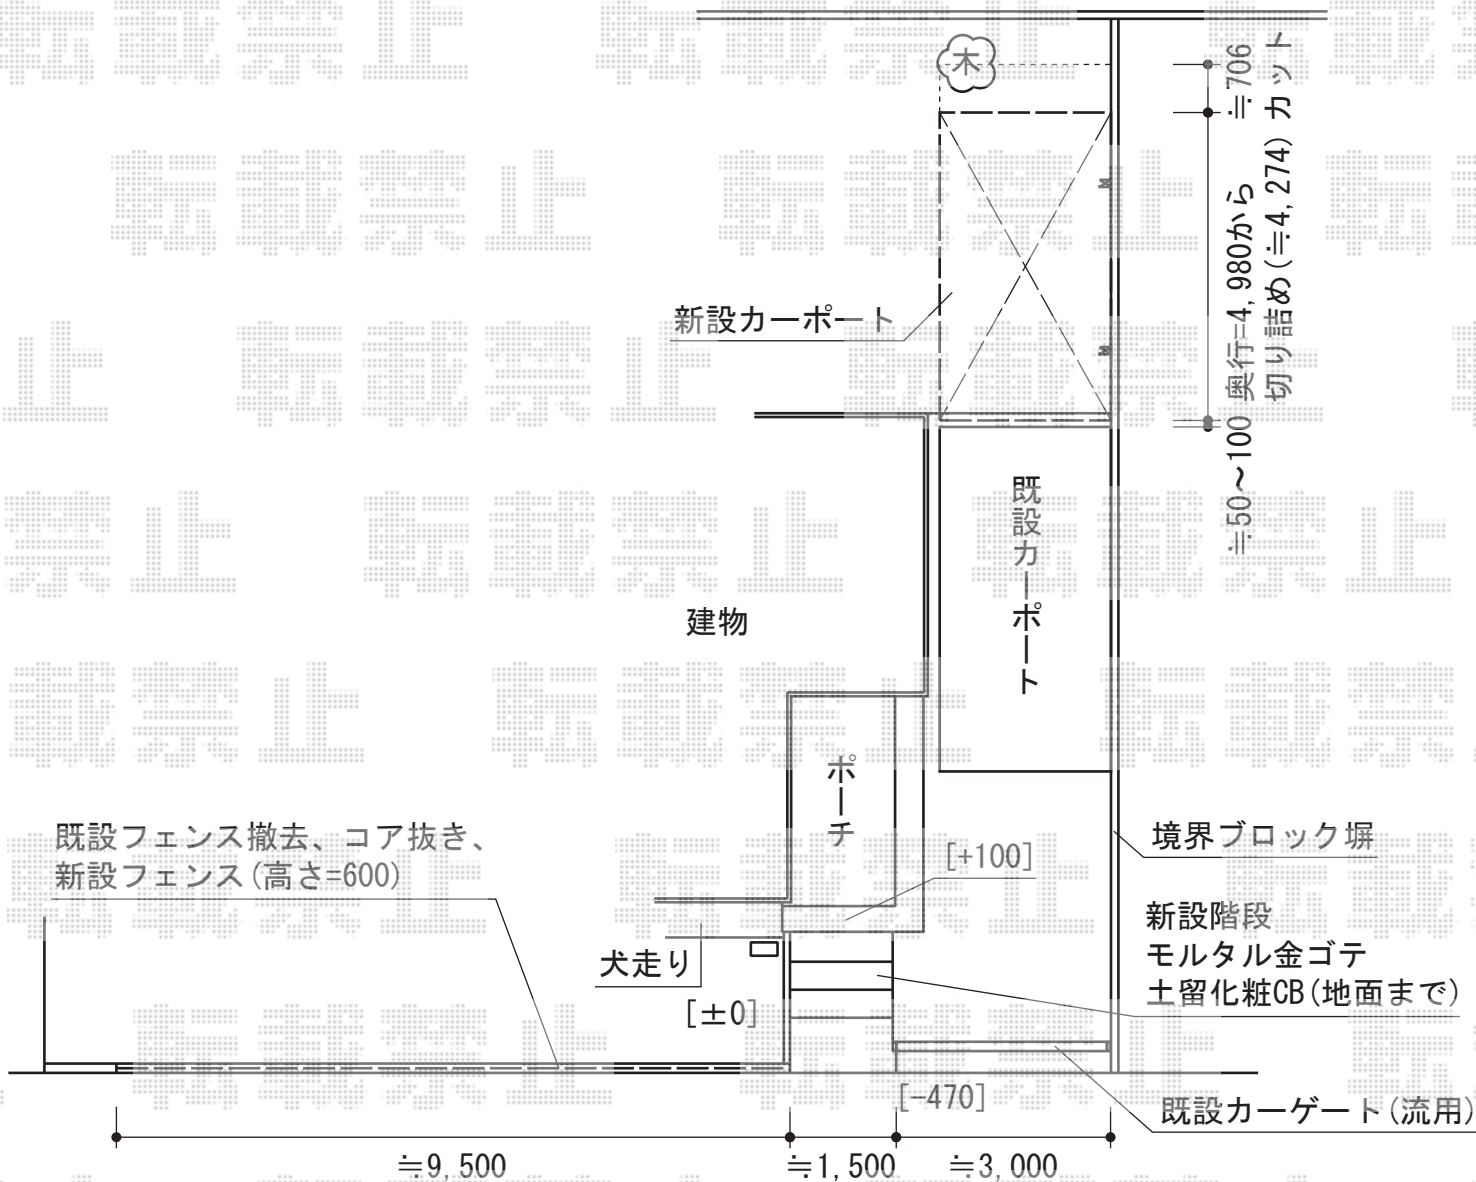 木
≒706
カット
奥行=4,980から
切り詰め(≒4,274)
≒50～100
新設カーポート
既設カーポート
建物
ポーチ
既設フェンス撤去、コア抜き、
新設フェンス(高さ=600)
[+100]
境界ブロック塀
新設階段
モルタル金ゴテ
土留化粧CB(地面まで)
犬走り
[±0]
[-470]
既設カーゲート(流用)
≒9,500
≒1,500
≒3,000
転載禁止